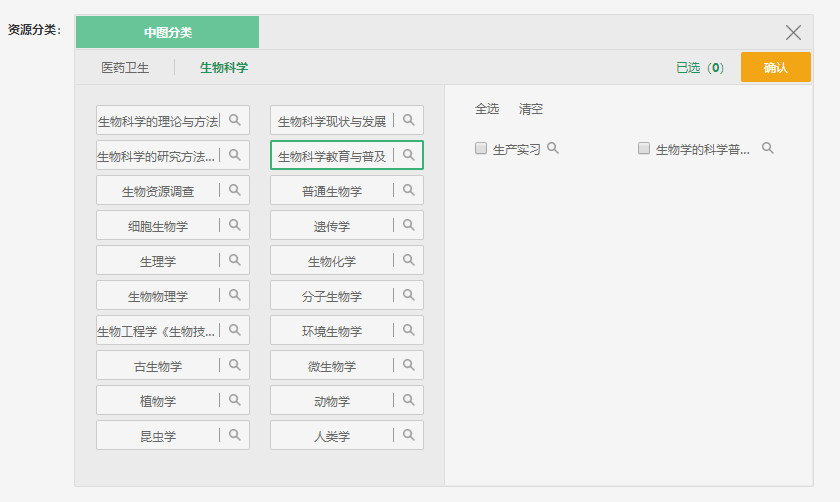 资源分类:
中图分类
医药卫生 生物科学 已选（0） 确认
全选 清空
生物科学的理论与方法 生物科学现状与发展
生产实习 生物学的科学普...
生物科学的研究方法... 生物科学教育与普及
生物资源调查 普通生物学
细胞生物学 遗传学
生理学 生物化学
生物物理学 分子生物学
生物工程学《生物技... 环境生物学
古生物学 微生物学
植物学 动物学
昆虫学 人类学